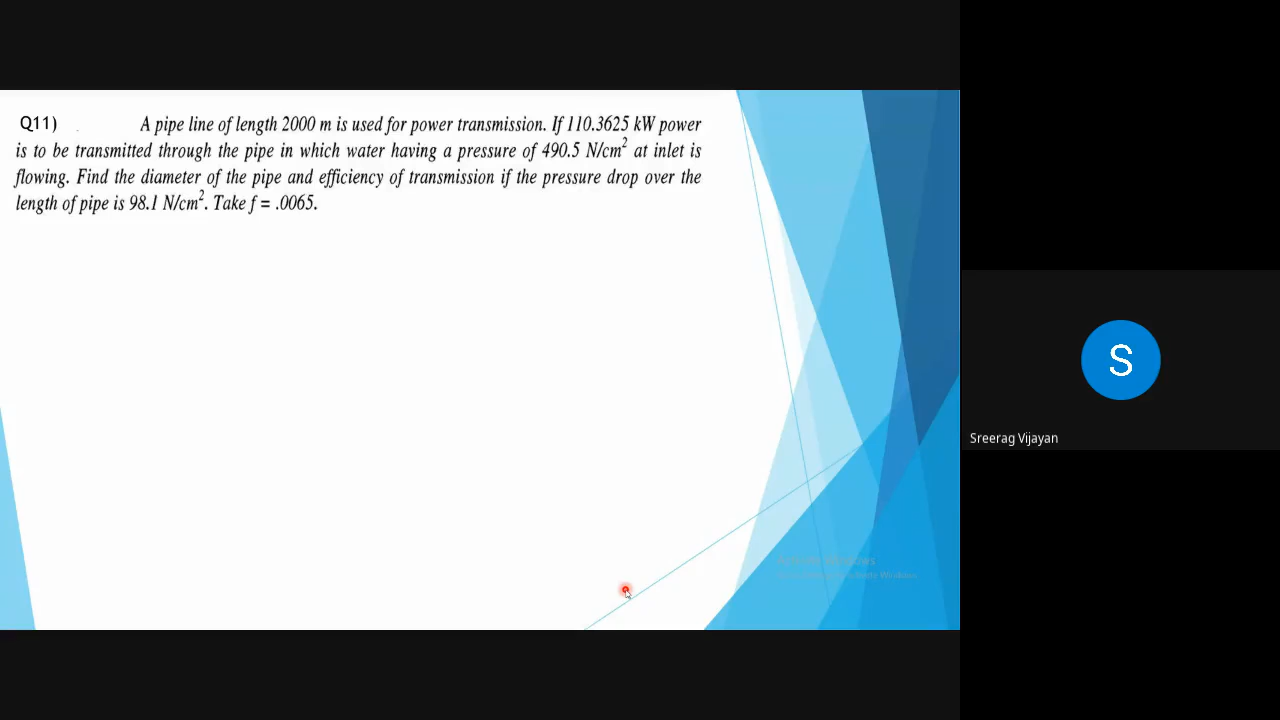 Q11) A pipe line of length 2000 m is used for power transmission. If 110.3625 kW power
is to be transmitted through the pipe in which water having a pressure of 490.5 N/cm² at inlet is
flowing. Find the diameter of the pipe and efficiency of transmission if the pressure drop over the
length of pipe is 98.1 N/cm². Take f = .0065.
S
Sreerag Vijayan